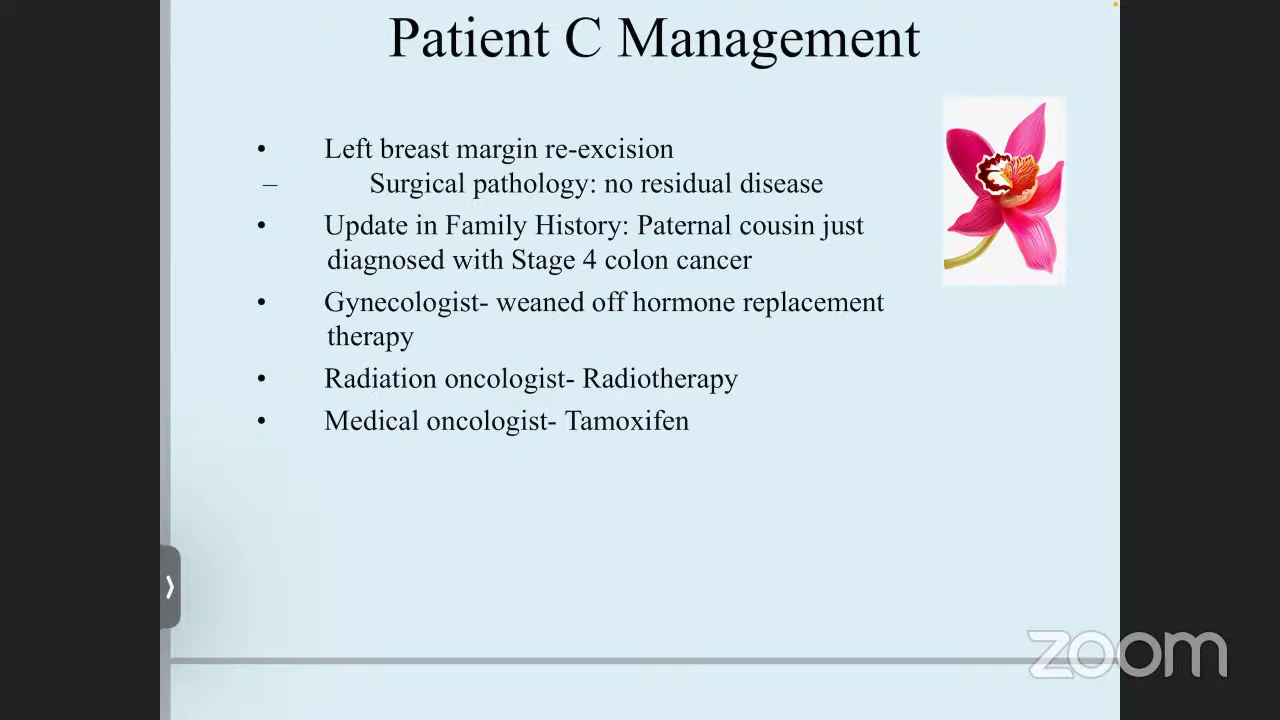 Patient C Management
• Left breast margin re-excision
– Surgical pathology: no residual disease
• Update in Family History: Paternal cousin just
diagnosed with Stage 4 colon cancer
• Gynecologist- weaned off hormone replacement
therapy
• Radiation oncologist- Radiotherapy
• Medical oncologist- Tamoxifen
zoom